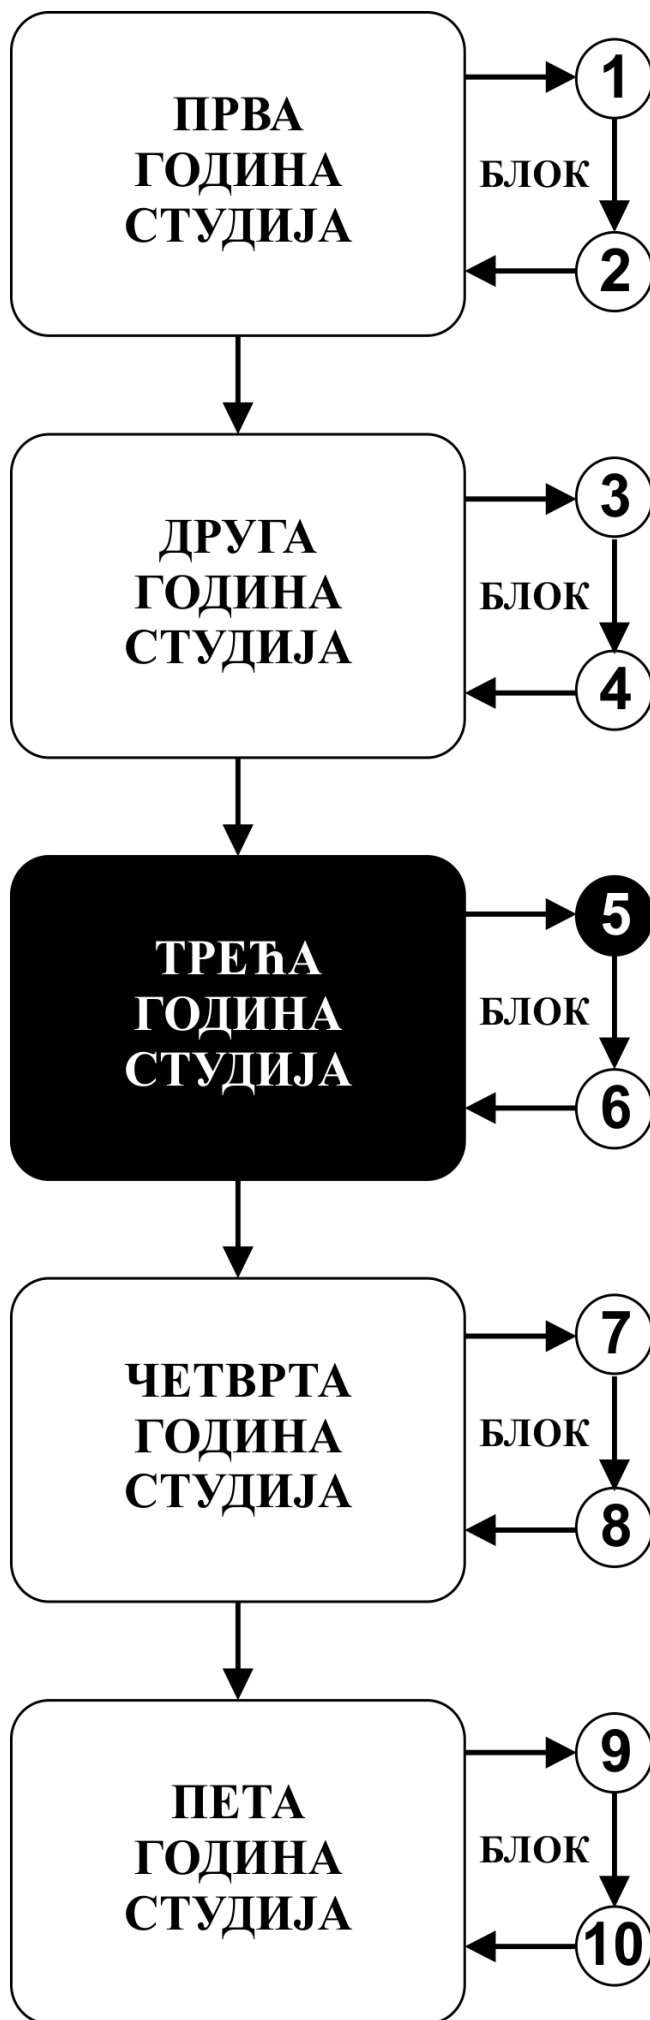 ПРВА
ГОДИНА
СТУДИЈА
1
БЛОК
2
ДРУГА
ГОДИНА
СТУДИЈА
3
БЛОК
4
ТРЕЋА
ГОДИНА
СТУДИЈА
5
БЛОК
6
ЧЕТВРТА
ГОДИНА
СТУДИЈА
7
БЛОК
8
ПЕТА
ГОДИНА
СТУДИЈА
9
БЛОК
10